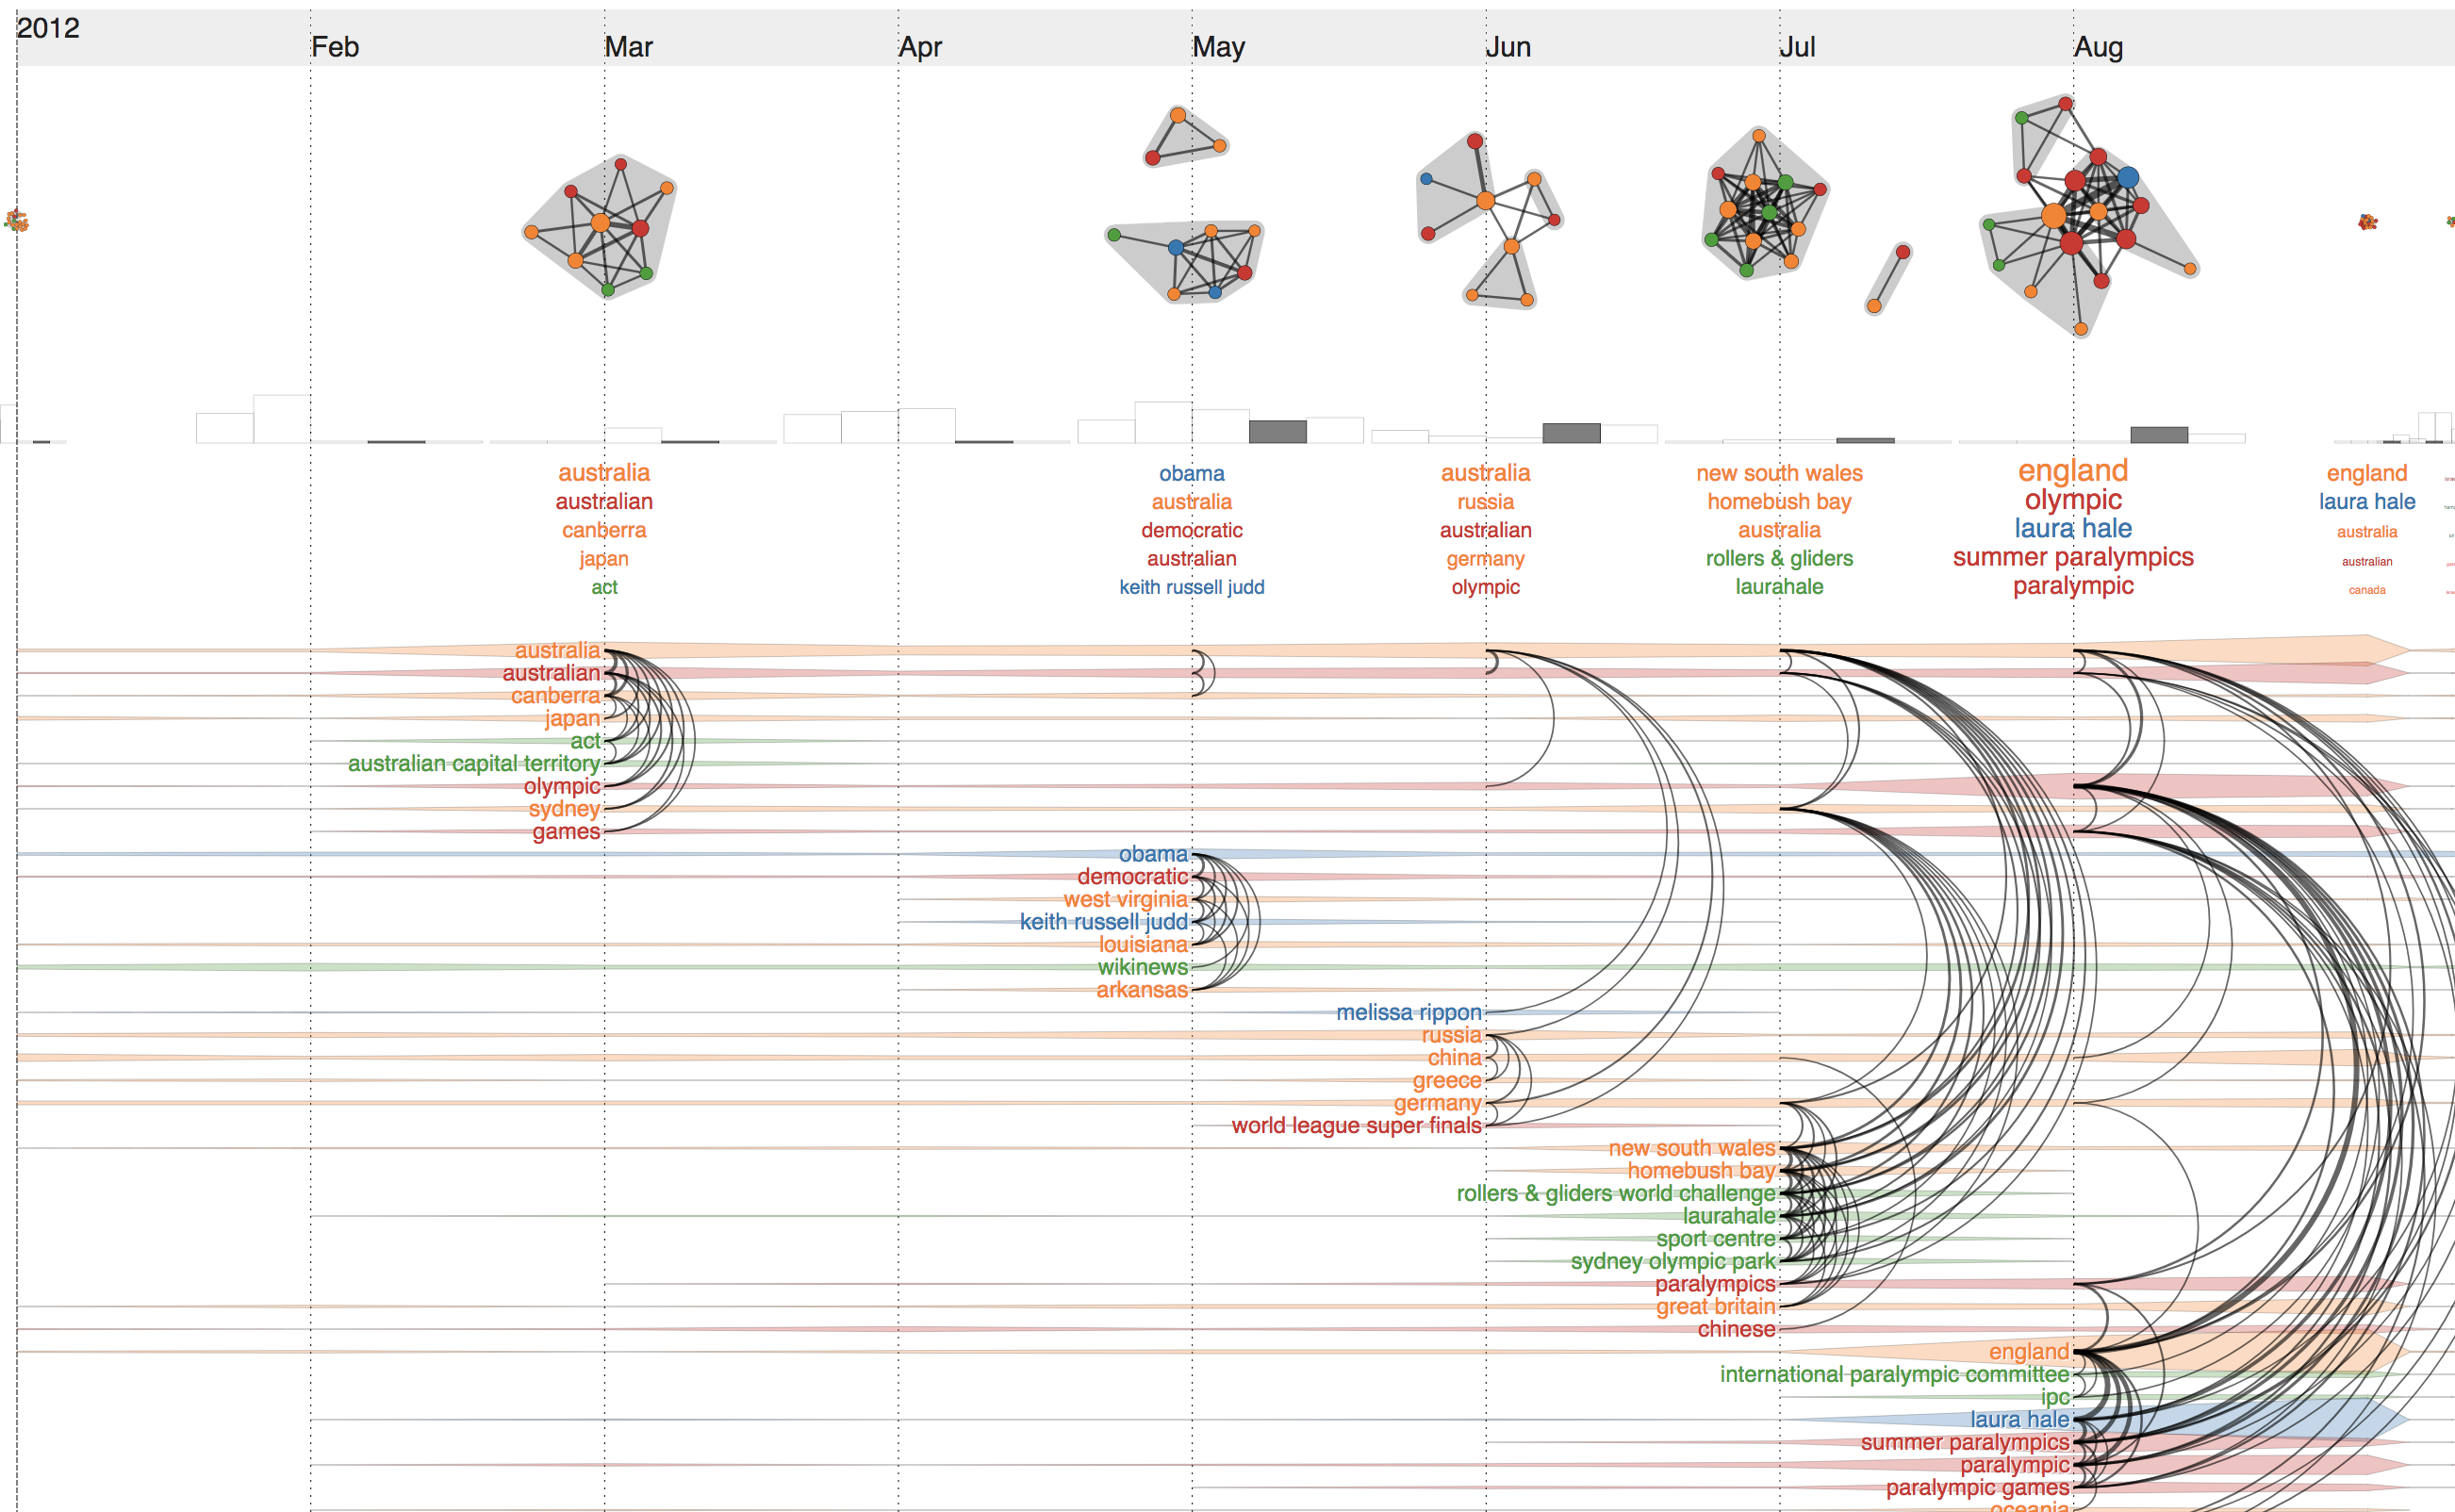 2012
Feb
Mar
Apr
May
Jun
Jul
Aug
australia
australian
canberra
japan
act
obama
australia
democratic
australian
keith russell judd
australia
russia
australian
germany
olympic
new south wales
homebush bay
australia
rollers & gliders
laurahale
england
olympic
laura hale
summer paralympics
paralympic
england
laura hale
australia
australian
canada
australia
australian
canberra
japan
act
australian capital territory
olympic
sydney
games
obama
democratic
west virginia
keith russell judd
louisiana
wikinews
arkansas
melissa rippon
russia
china
greece
germany
world league super finals
new south wales
homebush bay
rollers & gliders world challenge
laurahale
sport centre
sydney olympic park
paralympics
great britain
chinese
england
international paralympic committee
ipc
laura hale
summer paralympics
paralympic
paralympic games
oceania